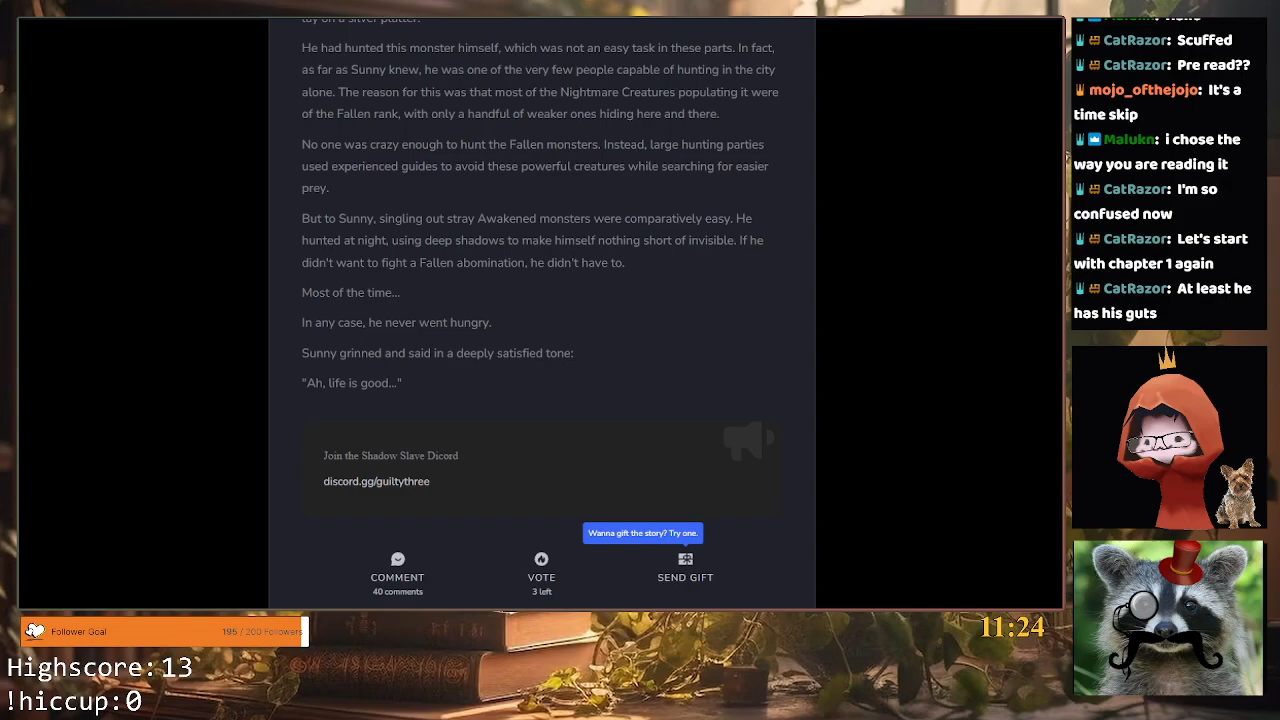 lay on a silver platter.
He had hunted this monster himself, which was not an easy task in these parts. In fact,
as far as Sunny knew, he was one of the very few people capable of hunting in the city
alone. The reason for this was that most of the Nightmare Creatures populating it were
of the Fallen rank, with only a handful of weaker ones hiding here and there.
No one was crazy enough to hunt the Fallen monsters. Instead, large hunting parties
used experienced guides to avoid these powerful creatures while searching for easier
prey.
But to Sunny, singling out stray Awakened monsters were comparatively easy. He
hunted at night, using deep shadows to make himself nothing short of invisible. If he
didn't want to fight a Fallen abomination, he didn't have to.
Most of the time...
In any case, he never went hungry.
Sunny grinned and said in a deeply satisfied tone:
"Ah, life is good..."
Join the Shadow Slave Dicord
discord.gg/guiltythree
Wanna gift the story? Try one.
COMMENT
40 comments
VOTE
3 left
SEND GIFT
CatRazor: Scuffed
CatRazor: Pre read??
mojo_ofthejojo: It's a
time skip
Malukn: i chose the
way you are reading it
CatRazor: I'm so
confused now
CatRazor: Let's start
with chapter 1 again
CatRazor: At least he
has his guts
Follower Goal
195 / 200 Followers
11:24
Highscore:13
!hiccup:0